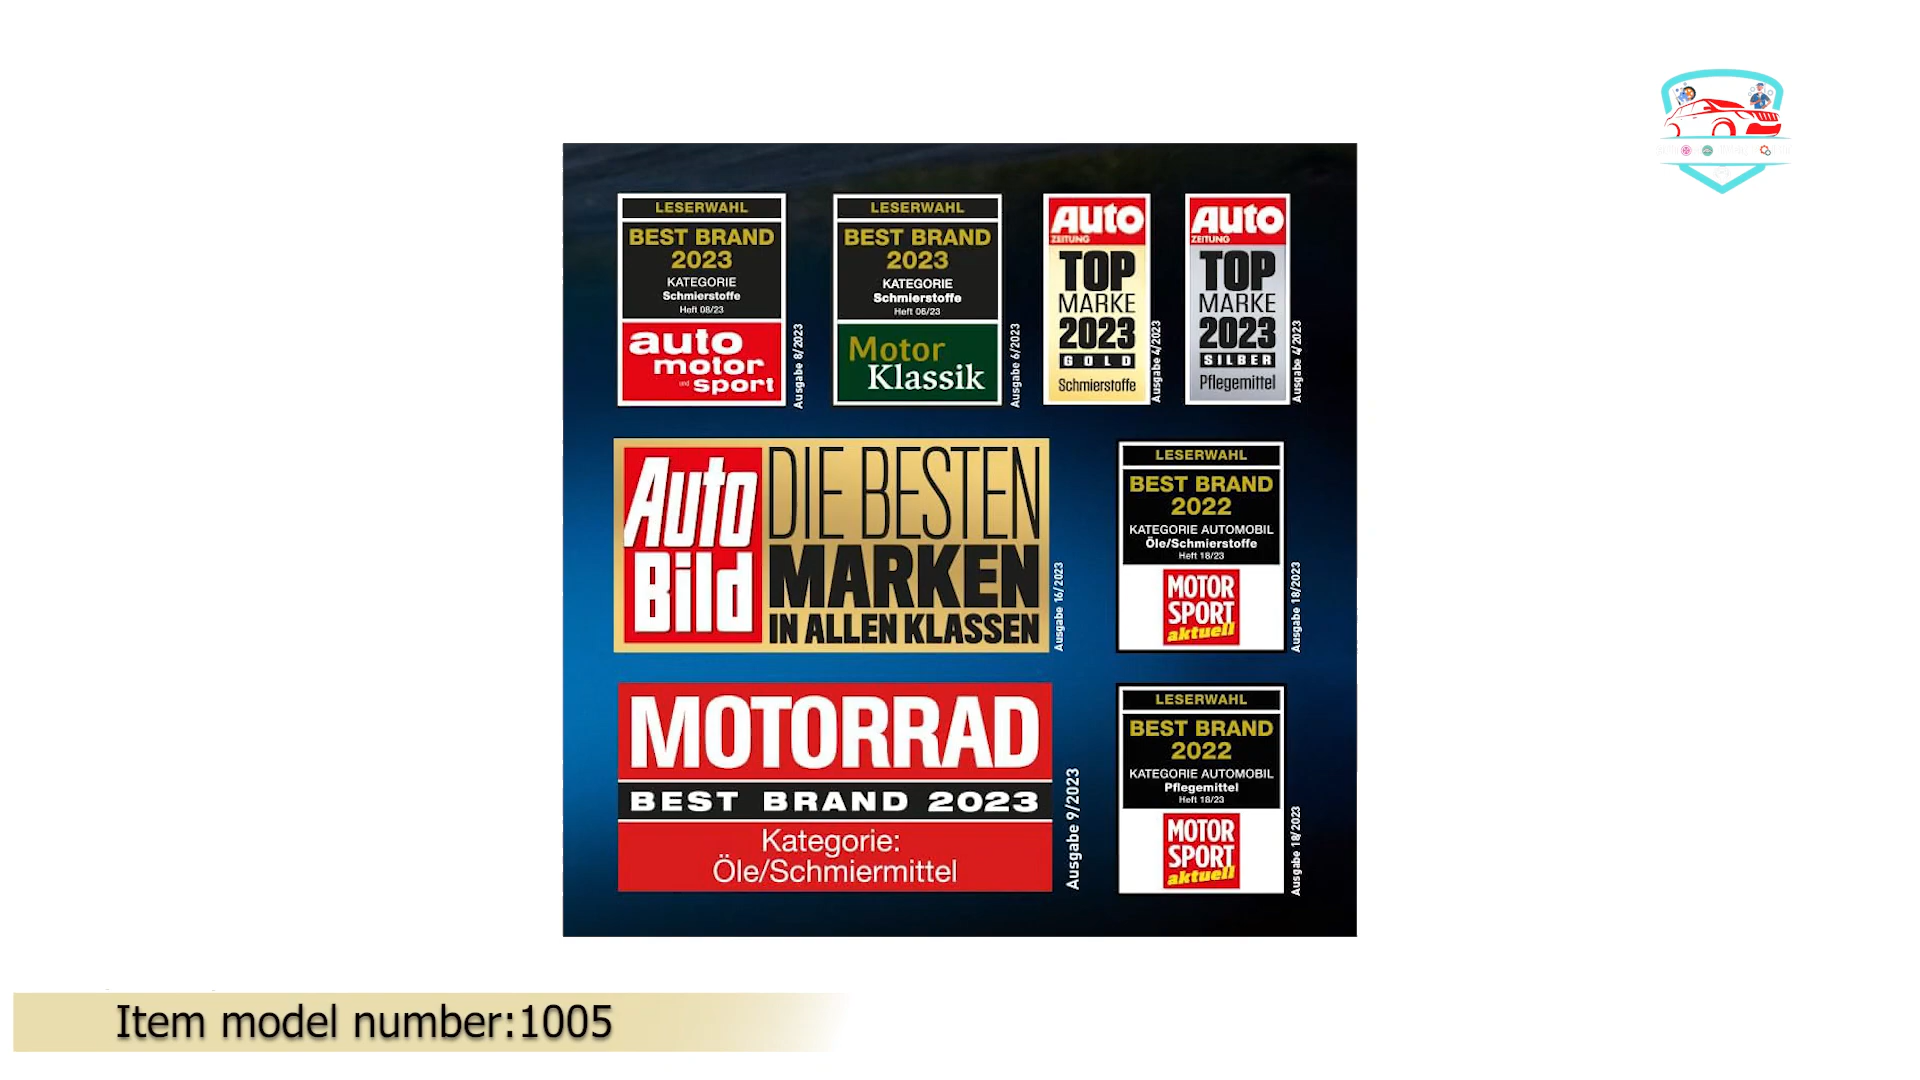 LESERWAHL
BEST BRAND
2023
KATEGORIE
Schmierstoffe
Heft 08/23
auto
motor
und sport
Ausgabe 8/2023
LESERWAHL
BEST BRAND
2023
KATEGORIE
Schmierstoffe
Heft 06/23
Motor
Klassik
Ausgabe 6/2023
Auto
ZEITUNG
TOP
MARKE
2023
GOLD
Schmierstoffe
Ausgabe 4/2023
Auto
ZEITUNG
TOP
MARKE
2023
SILBER
Pflegemittel
Ausgabe 4/2023
Auto
Bild
DIE BESTEN
MARKEN
IN ALLEN KLASSEN
Ausgabe 16/2023
LESERWAHL
BEST BRAND
2022
KATEGORIE AUTOMOBIL
Öle/Schmierstoffe
Heft 18/23
MOTOR
SPORT
aktuell
Ausgabe 18/2023
MOTORRAD
BEST BRAND 2023
Kategorie:
Öle/Schmiermittel
Ausgabe 9/2023
LESERWAHL
BEST BRAND
2022
KATEGORIE AUTOMOBIL
Pflegemittel
Heft 18/23
MOTOR
SPORT
aktuell
Ausgabe 18/2023
Item model number:1005